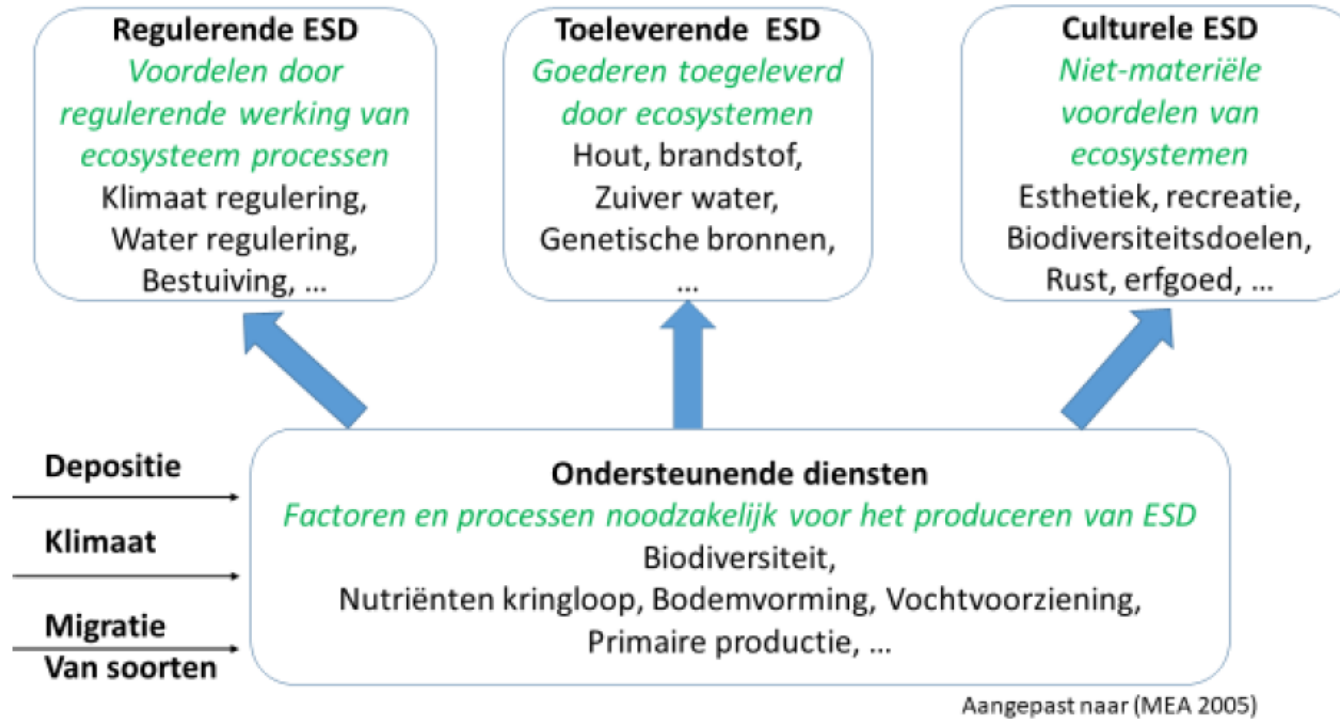 Regulerende ESD
Voordelen door
regulerende werking van
ecosysteem processen
Klimaat regulering,
Water regulering,
Bestuiving, ...
Toeleverende  ESD
Goederen toegeleverd
door ecosystemen
Hout, brandstof,
Zuiver water,
Genetische bronnen,
...
Culturele ESD
Niet-materiële
voordelen van
ecosystemen
Esthetiek, recreatie,
Biodiversiteitsdoelen,
Rust, erfgoed, ...
Depositie
Klimaat
Migratie
Van soorten
Ondersteunende diensten
Factoren en processen noodzakelijk voor het produceren van ESD
Biodiversiteit,
Nutriënten kringloop, Bodemvorming, Vochtvoorziening,
Primaire productie, ...
Aangepast naar (MEA 2005)